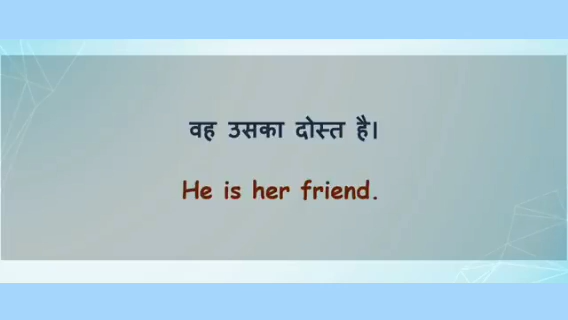 वह उसका दोस्त है।
He is her friend.